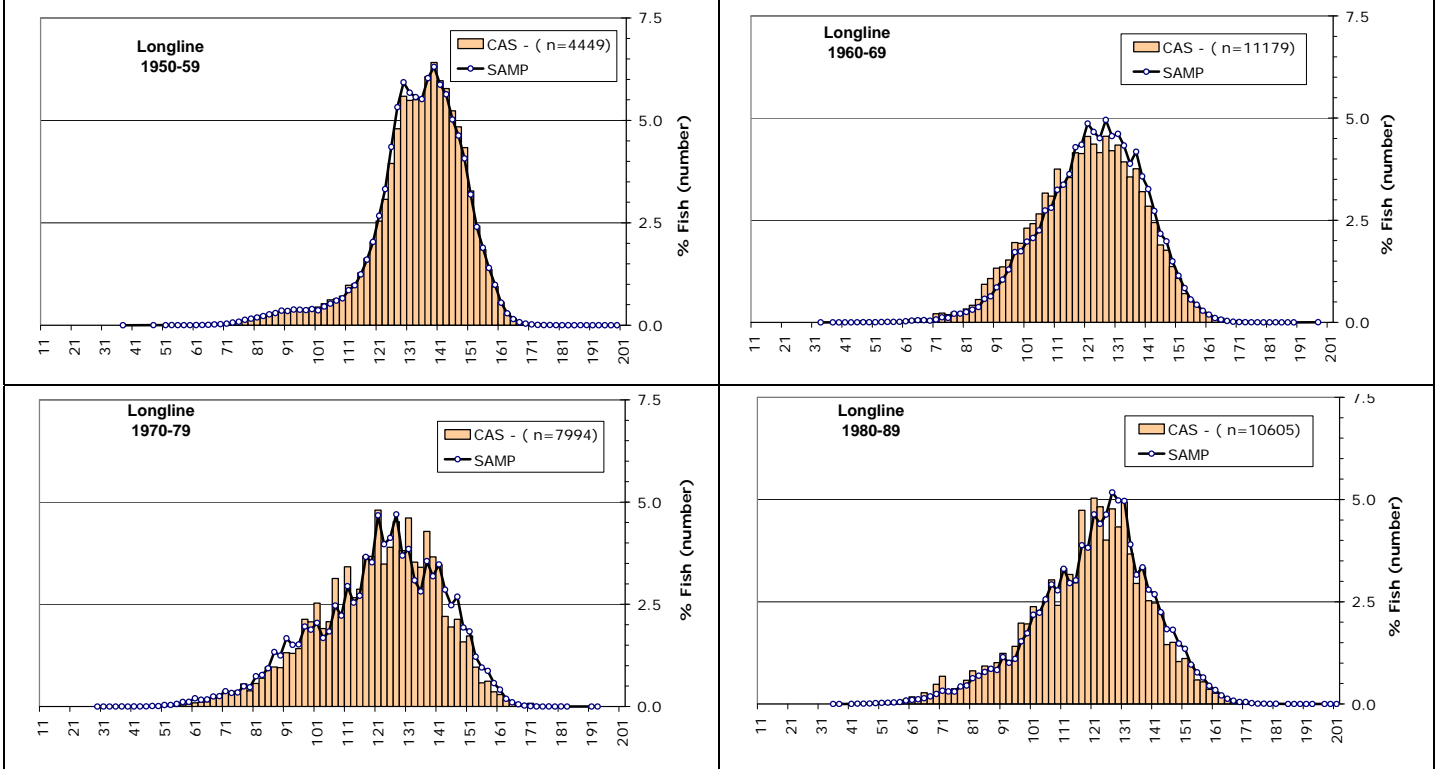 Longline
1950-59
CAS - ( n=4449)
SAMP
7.5
5.0
2.5
0.0
% Fish (number)
11 21 31 41 51 61 71 81 91 101 111 121 131 141 151 161 171 181 191 201
Longline
1960-69
CAS - ( n=11179)
SAMP
7.5
5.0
2.5
0.0
% Fish (number)
11 21 31 41 51 61 71 81 91 101 111 121 131 141 151 161 171 181 191 201
Longline
1970-79
CAS - ( n=7994)
SAMP
7.5
5.0
2.5
0.0
% Fish (number)
11 21 31 41 51 61 71 81 91 101 111 121 131 141 151 161 171 181 191 201
Longline
1980-89
CAS - ( n=10605)
SAMP
7.5
5.0
2.5
0.0
% Fish (number)
11 21 31 41 51 61 71 81 91 101 111 121 131 141 151 161 171 181 191 201